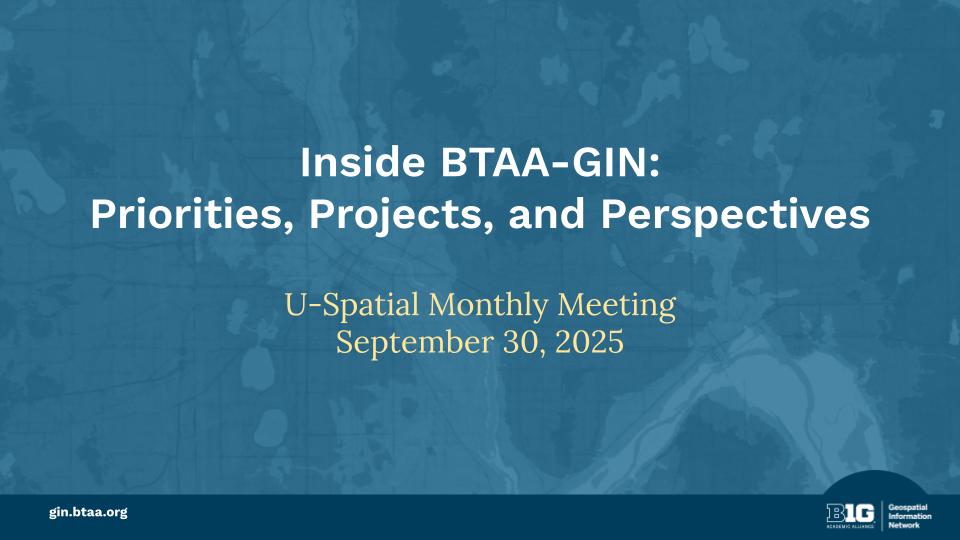 Inside BTAA-GIN:
Priorities, Projects, and Perspectives
U-Spatial Monthly Meeting
September 30, 2025
gin.btaa.org
B1G
ACADEMIC ALLIANCE
Geospatial
Information
Network